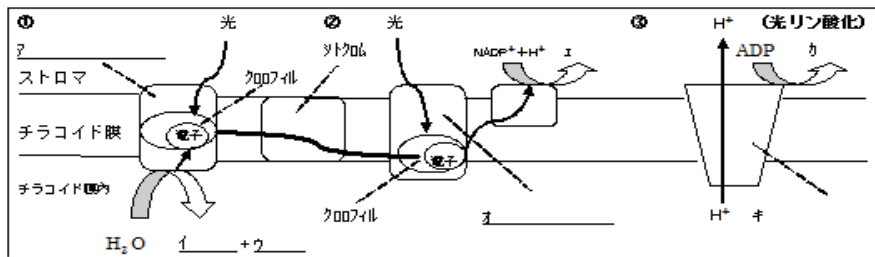 ① 光 ② 光 ③ H⁺ (光リン酸化)
ア シトクロム NADP⁺+H⁺ エ ADP カ
ストロマ クロロフィル
チラコイド膜 電子 電子
チラコイド圏内
クロロフィル オ H⁺ キ
H₂O イ +ウ